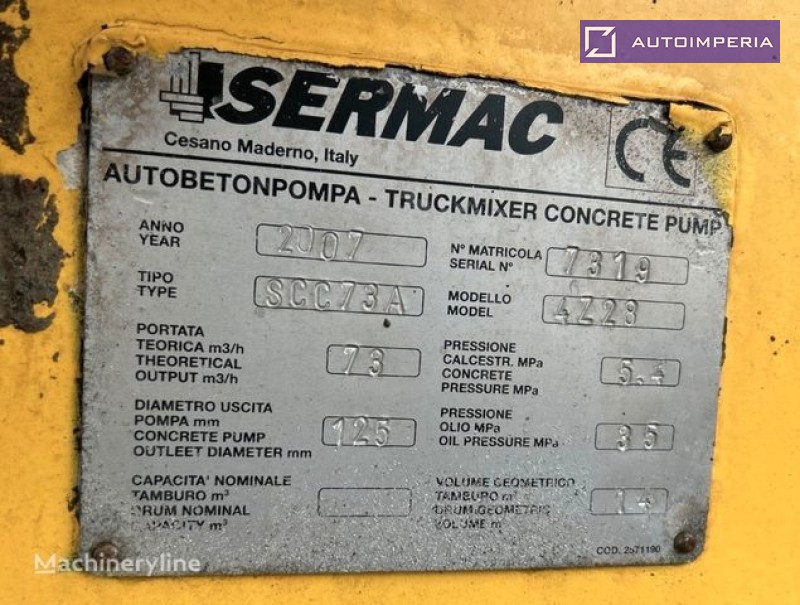 AUTOIMPERIA
SERMAC
Cesano Maderno, Italy
CE
AUTOBETONPOMPA - TRUCKMIXER CONCRETE PUMP
ANNO
YEAR
2007
N° MATRICOLA
SERIAL N°
7319
TIPO
TYPE
SCC73A
MODELLO
MODEL
4Z28
PORTATA
TEORICA m3/h
THEORETICAL
OUTPUT m3/h
73
PRESSIONE
CALCESTR. MPa
CONCRETE
PRESSURE MPa
5.4
DIAMETRO USCITA
POMPA mm
CONCRETE PUMP
OUTLEET DIAMETER mm
125
PRESSIONE
OLIO MPa
OIL PRESSURE MPa
35
CAPACITA' NOMINALE
TAMBURO m³
DRUM NOMINAL
CAPACITY m³
VOLUME GEOMETRICO
TAMBURO m³
DRUM GEOMETRIC
VOLUME m³
14
COD. 2571190
Machineryline